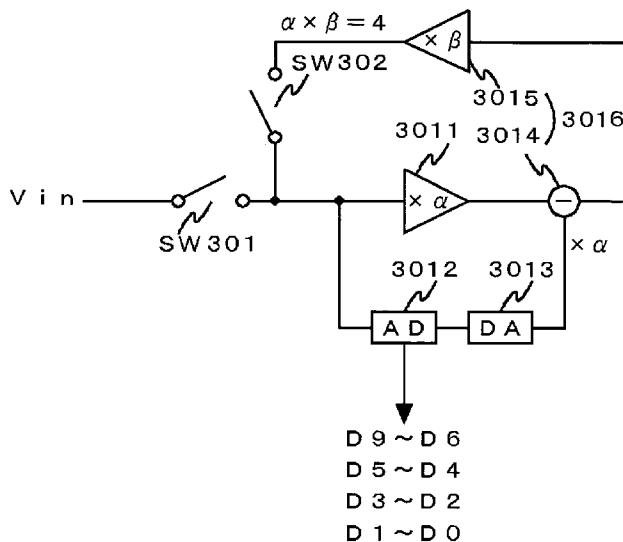 α × β = 4
× β
SW302
3015
3016
3011
3014
Vin
× α
−
SW301
× α
3012
3013
AD
DA
D9～D6
D5～D4
D3～D2
D1～D0